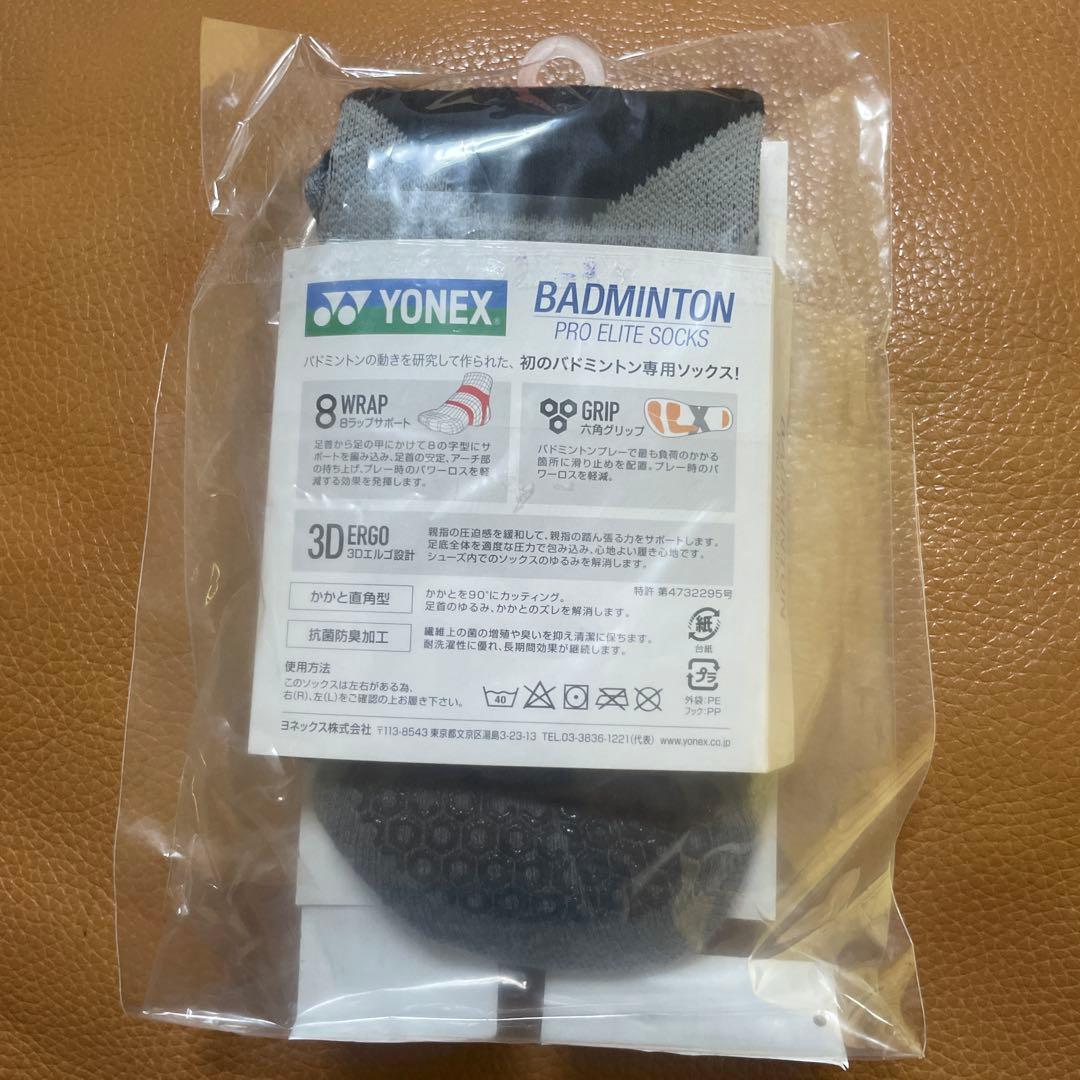 YONEX®
BADMINTON
PRO ELITE SOCKS
バドミントンの動きを研究して作られた、初のバドミントン専用ソックス!
8 WRAP
8ラップサポート
足首から足の甲にかけて8の字型にサ
ポートを編み込み、足首の安定、アーチ部
の持ち上げ、プレー時のパワーロスを軽
減する効果を発揮します。
GRIP
六角グリップ
バドミントンプレーで最も負荷のかかる
箇所に滑り止めを配置。プレー時のパ
ワーロスを軽減。
3D ERGO
3Dエルゴ設計
親指の圧迫感を緩和して、親指の踏ん張る力をサポートします。
足底全体を適度な圧力で包み込み、心地よい履き心地です。
シューズ内でのソックスのゆるみを解消します。
特許 第4732295号
かかと直角型
かかとを90°にカッティング。
足首のゆるみ、かかとのズレを解消します。
抗菌防臭加工
繊維上の菌の増殖や臭いを抑え清潔に保ちます。
耐洗濯性に優れ、長期間効果が継続します。
紙
台紙
プラ
外袋:PE
フック:PP
使用方法
このソックスは左右がある為、
右(R)、左(L)をご確認の上お履き下さい。
40
ヨネックス株式会社 〒113-8543 東京都文京区湯島3-23-13 TEL.03-3836-1221(代表) www.yonex.co.jp